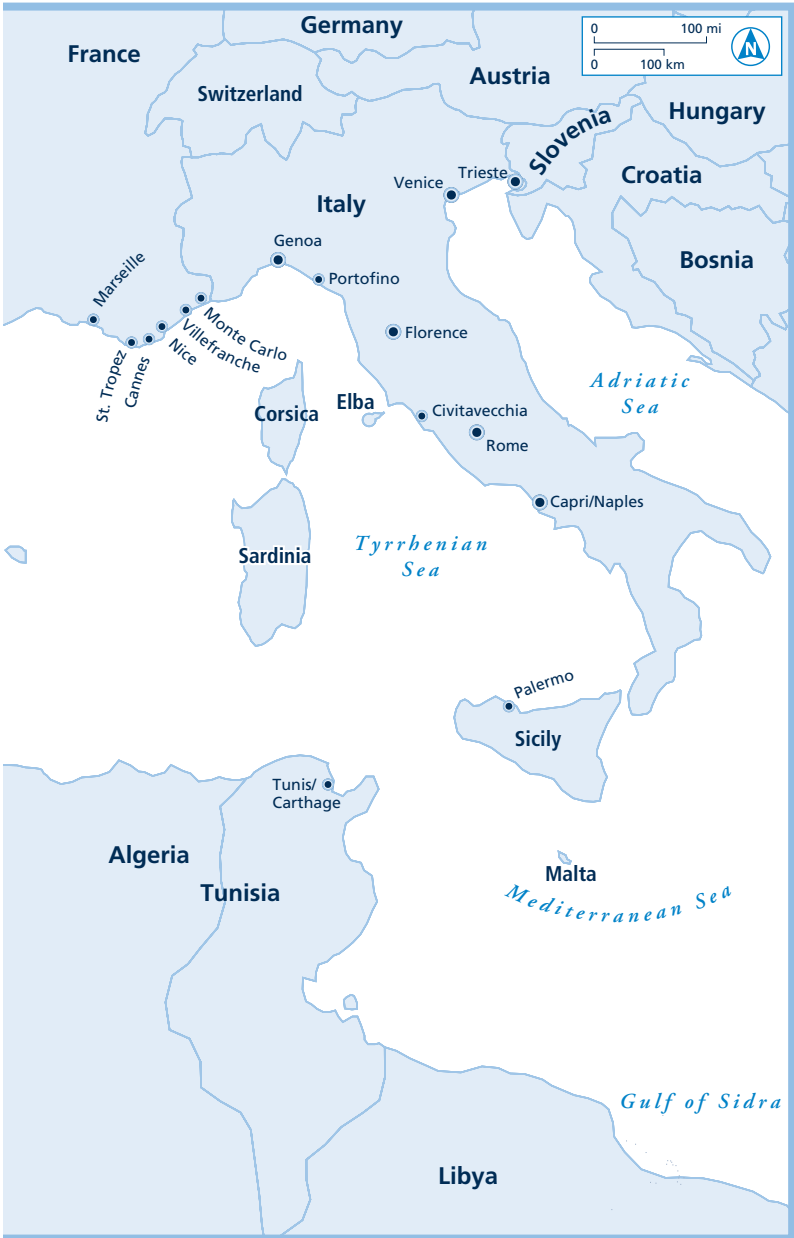 Germany
France
0 100 mi
N
0 100 km
Switzerland
Austria
Hungary
Slovenia
Trieste
Croatia
Venice
Italy
Genoa
Bosnia
Marseille
Portofino
Monte Carlo
Villefranche
Nice
Florence
St. Tropez
Cannes
Adriatic
Sea
Corsica
Elba
Civitavecchia
Rome
Capri/Naples
Tyrrhenian
Sea
Sardinia
Palermo
Sicily
Tunis/
Carthage
Algeria
Malta
Tunisia
Mediterranean Sea
Gulf of Sidra
Libya